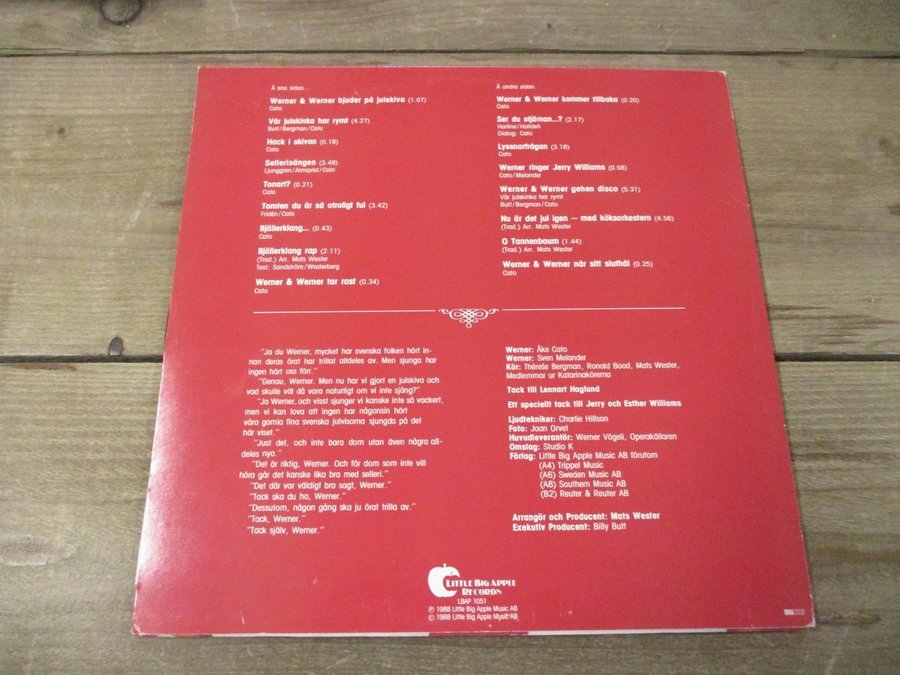 Å ena sidan...
Werner & Werner bjuder på julskiva (1.07)
Cato
Vår julskinka har rymt (4.27)
Butt/Bergman/Cato
Hack i skivan (0.18)
Cato
Sellerisången (3.49)
Ljunggren/Almqvist/Cato
Tonart? (0.21)
Cato
Tomten du är så otroligt ful (3.42)
Fridén/Cato
Bjällerklang... (0.43)
Cato
Bjällerklang rap (2.11)
(Trad.) Arr. Mats Wester
Text: Sandström/Westerberg
Werner & Werner tar rast (0.34)
Cato
Å andra sidan.
Werner & Werner kommer tillbaka (0.20)
Cato
Ser du stjärnan...? (2.17)
Harline/Halldén
Dialog: Cato
Lyssnarfrågan (3.18)
Cato
Werner ringer Jerry Williams (0.58)
Cato/Melander
Werner & Werner gehen disco (5.31)
Vår julskinka har rymt
Butt/Bergman/Cato
Nu är det jul igen – med köksorkestern (4.56)
(Trad.) Arr. Mats Wester
O Tannenbaum (1.44)
(Trad.) Arr. Mats Wester
Werner & Werner når sitt sluthål (0.25)
Cato
"Ja du Werner, mycket har svenska folken hört in-
nan deras örat har trillat alldeles av. Men sjunga har
ingen hört oss förr."
"Genau, Werner. Men nu har vi gjort en julskiva och
vad skulle väl då vara naturligt om vi inte sjöng?"
"Ja Werner, och visst sjunger vi kanske inte så vackert,
men vi kan lova att ingen har någonsin hört
våra gamla fina svenska julvisorna sjungda på det
här viset."
"Just det, och inte bara dom utan även några all-
deles nya."
"Det är riktig, Werner. Och för dom som inte vill
höra går det kanske lika bra med selleri."
"Det där var väldigt bra sagt, Werner."
"Tack ska du ha, Werner."
"Dessutom, någon gång ska ju örat trilla av."
"Tack, Werner."
"Tack själv, Werner."
Werner: Åke Cato
Werner: Sven Melander
Kör: Thérèse Bergman, Ronald Bood, Mats Wester,
Medlemmar ur Katarinakörerna
Tack till Lennart Haglund
Ett speciellt tack till Jerry och Esther Williams
Ljudtekniker: Charlie Hillson
Foto: Jaan Orvet
Huvudleverantör: Werner Vögeli, Operakällaren
Omslag: Studio K
Förlag: Little Big Apple Music AB förutom
(A4) Trippel Music
(A6) Sweden Music AB
(A8) Southern Music AB
(B2) Reuter & Reuter AB
Arrangör och Producent: Mats Wester
Exekutiv Producent: Billy Butt
LITTLE BIG APPLE
RECORDS
LBAP 1051
℗ 1988 Little Big Apple Music AB
© 1988 Little Big Apple Music AB